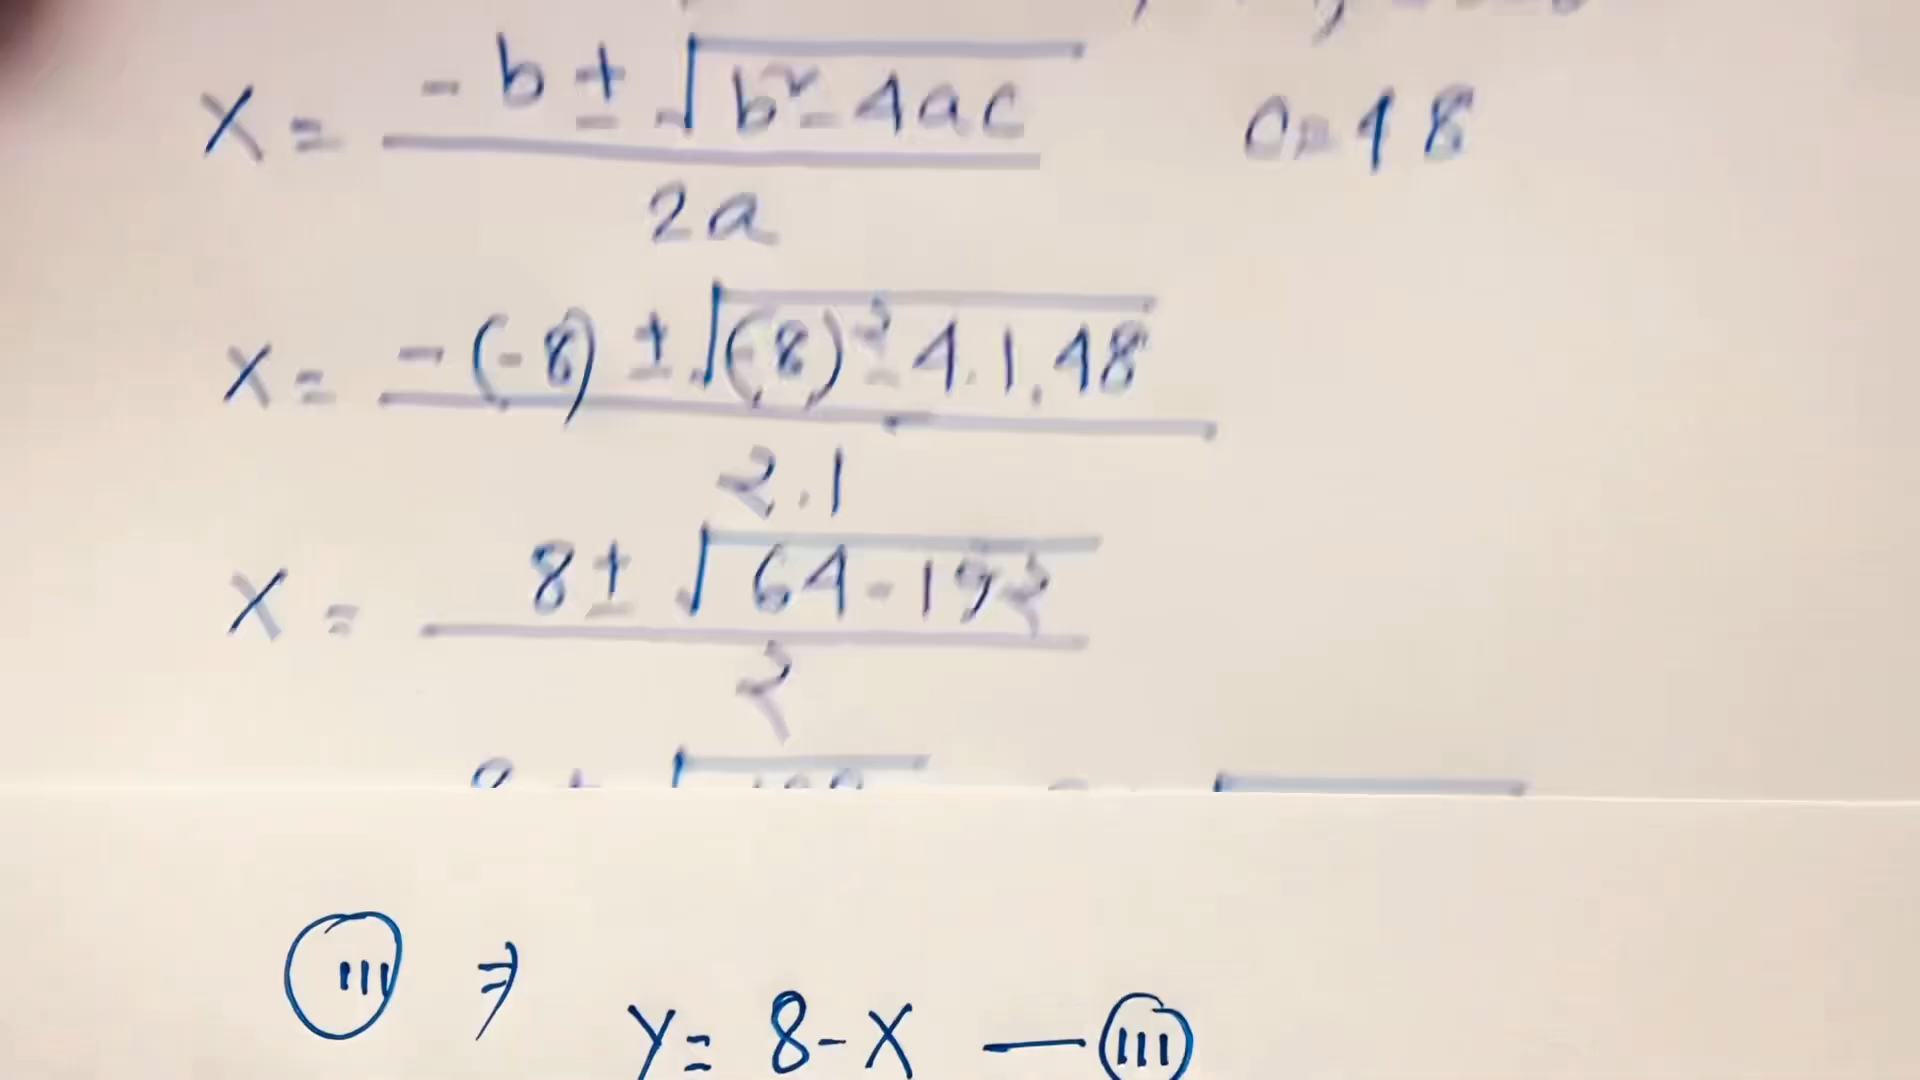 X = -b ± √b² - 4ac / 2a
c = 48
X = -(-8) ± √(-8)² - 4.1.48 / 2.1
X = 8 ± √64 - 192 / 2
III ⇒
Y = 8 - X — III